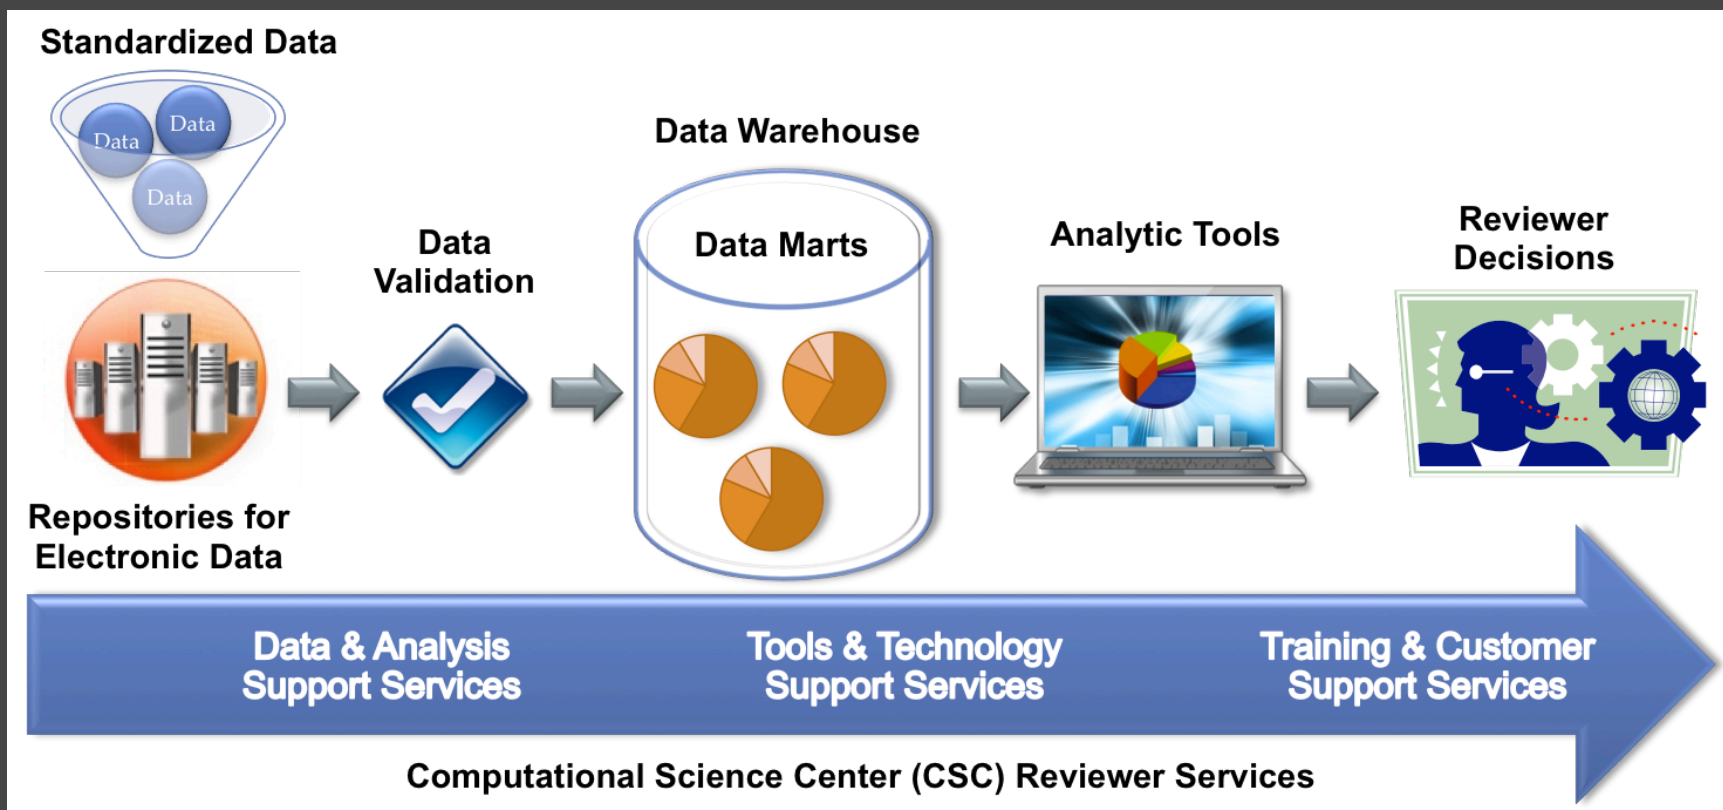 Standardized Data
Data
Data
Data
Repositories for
Electronic Data
Data
Validation
Data Warehouse
Data Marts
Analytic Tools
Reviewer
Decisions
Data & Analysis
Support Services
Tools & Technology
Support Services
Training & Customer
Support Services
Computational Science Center (CSC) Reviewer Services